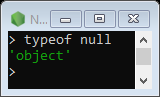 N...
> typeof null
'object'
>